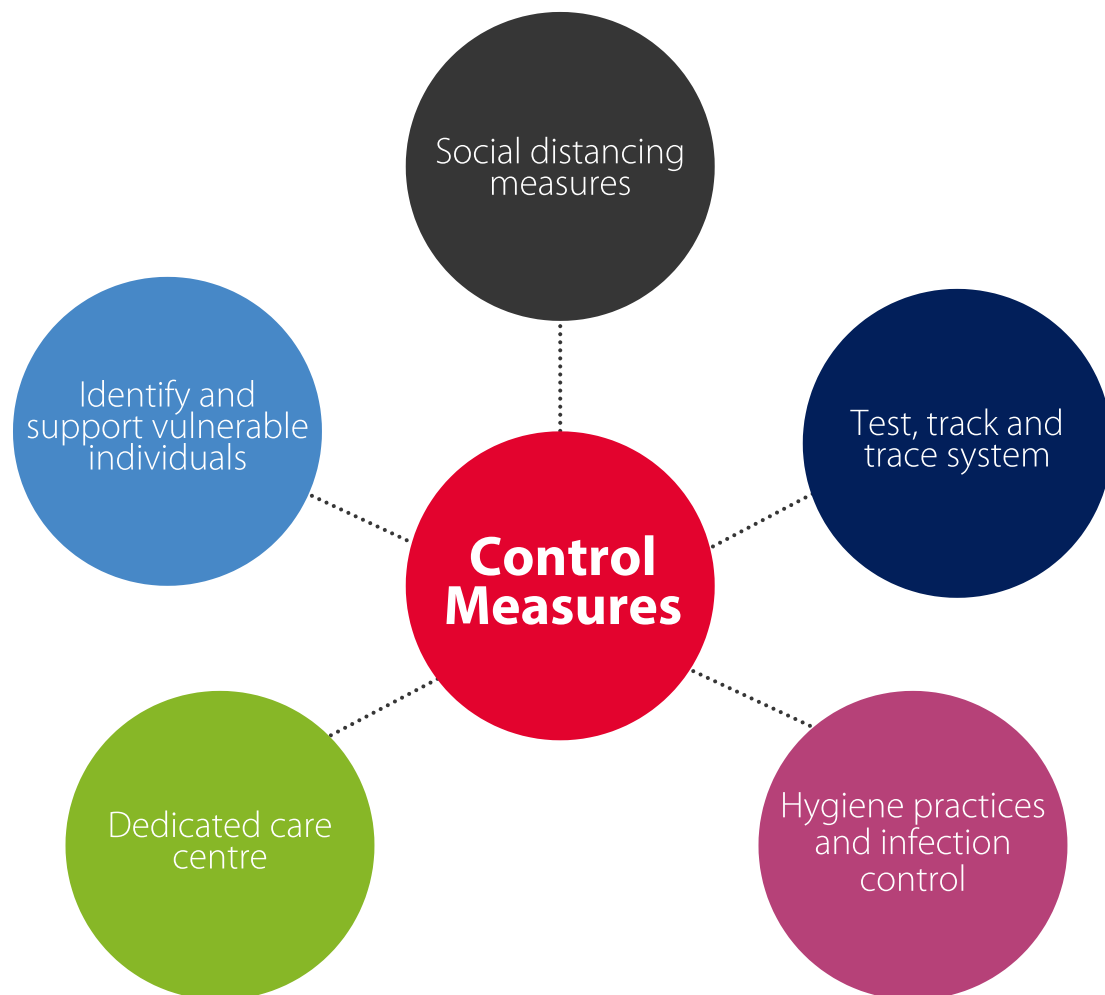 Social distancing
measures
Identify and
support vulnerable
individuals
Test, track and
trace system
Control
Measures
Dedicated care
centre
Hygiene practices
and infection
control